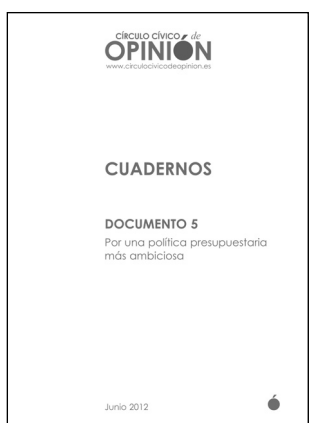 CÍRCULO CÍVICO de
OPINIÓN
www.circulocivicodeopinion.es
CUADERNOS
DOCUMENTO 5
Por una política presupuestaria
más ambiciosa
Junio 2012